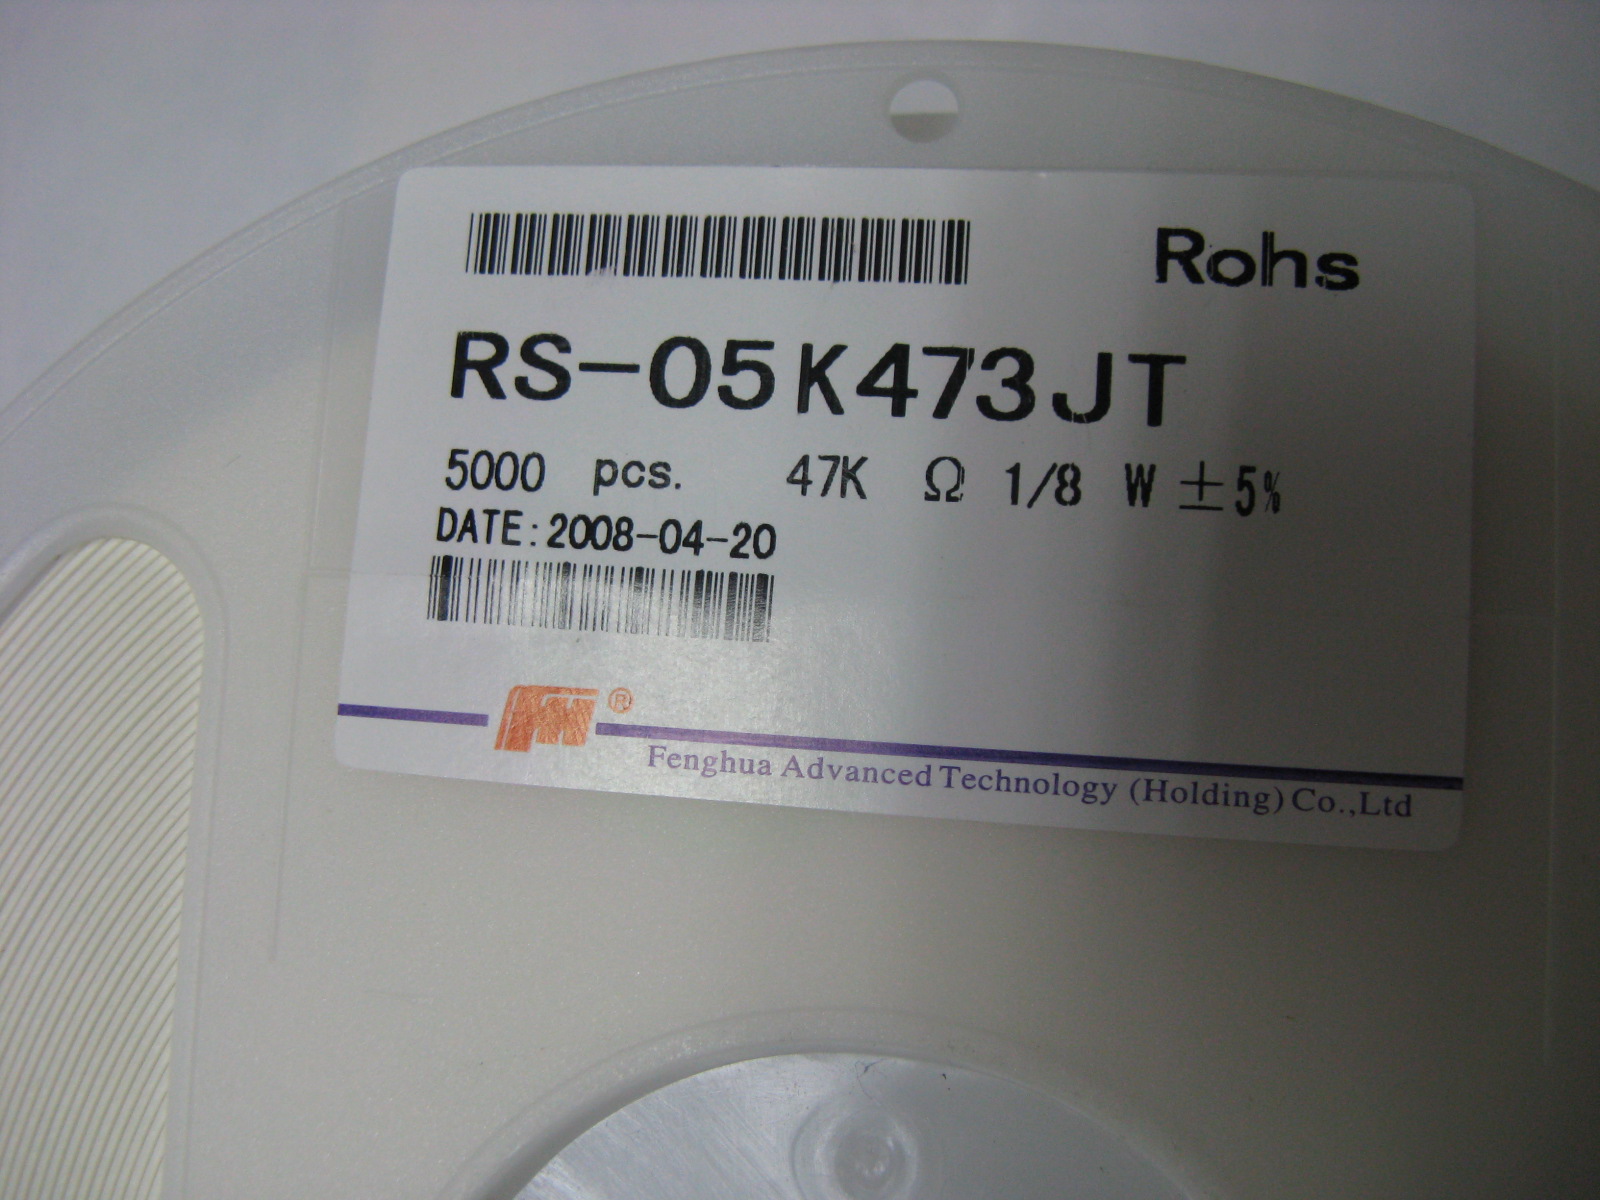 Rohs
RS-05K473JT
5000 pcs. 47K Ω 1/8 W ±5%
DATE:2008-04-20
®
Fenghua Advanced Technology (Holding) Co.,Ltd